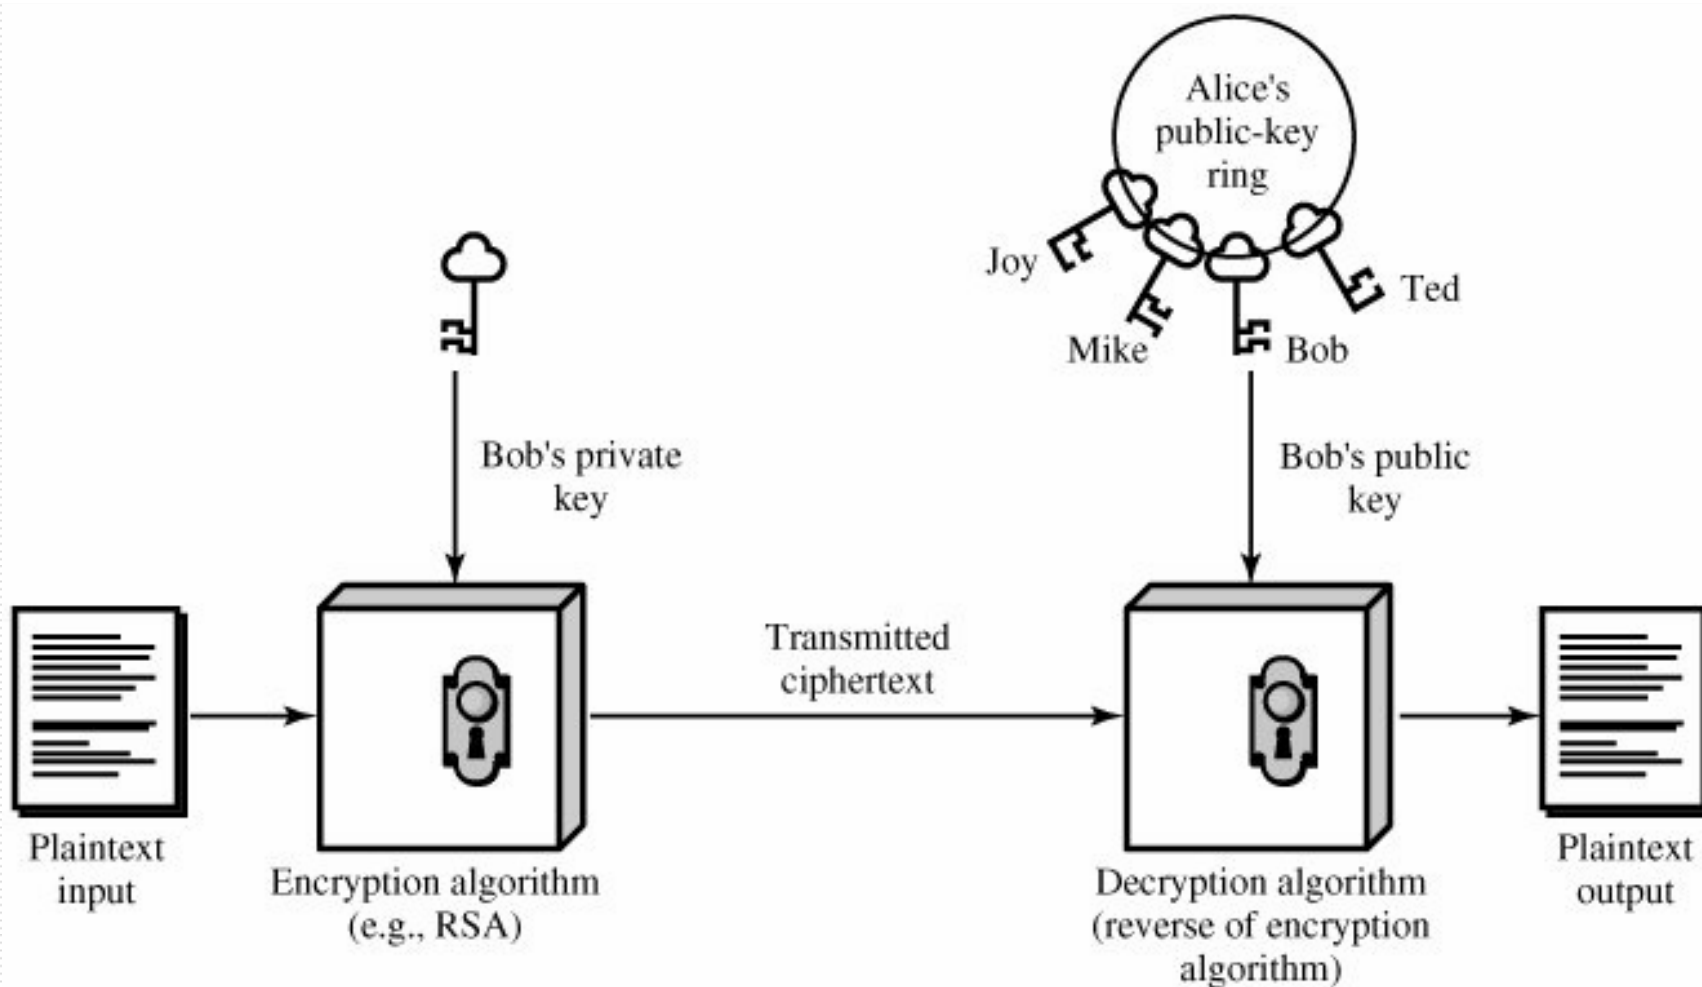 Alice's
public-key
ring
Joy
Mike
Bob
Ted
Bob's private
key
Bob's public
key
Transmitted
ciphertext
Plaintext
input
Encryption algorithm
(e.g., RSA)
Decryption algorithm
(reverse of encryption
algorithm)
Plaintext
output